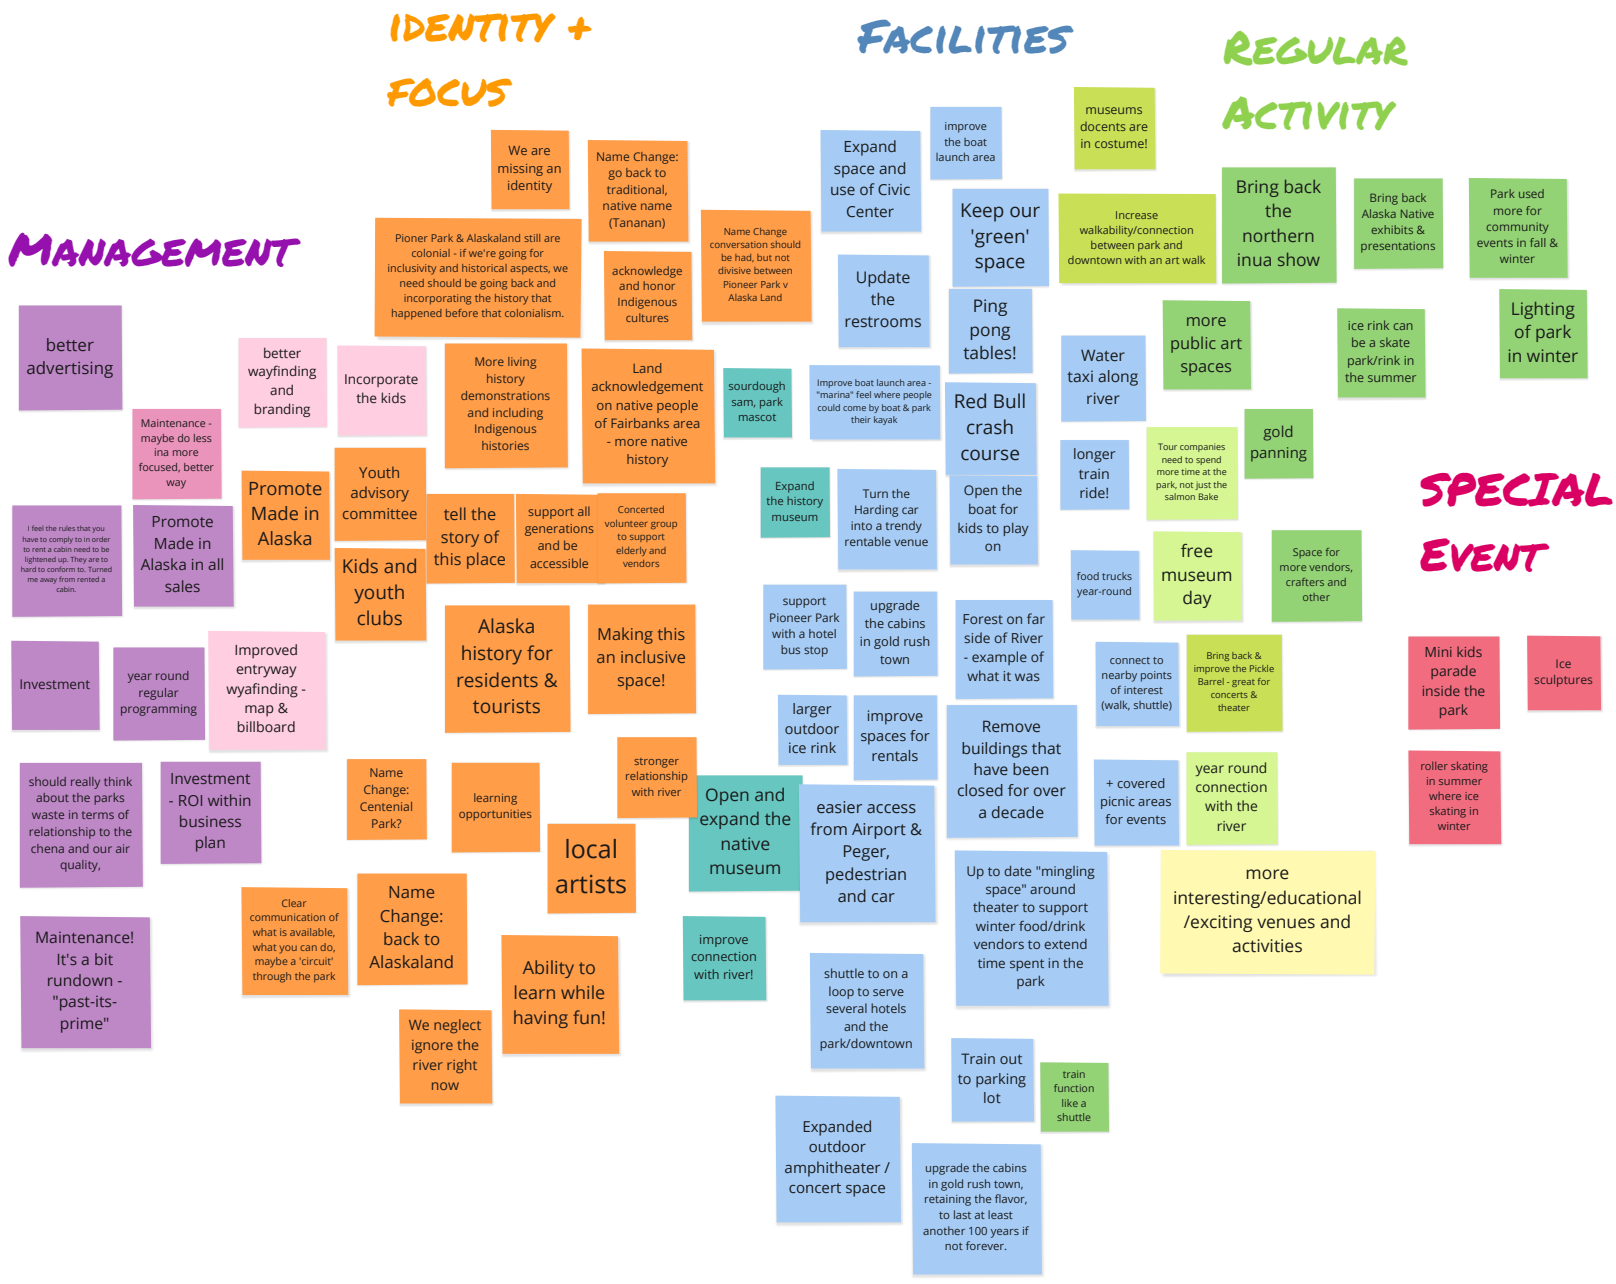 IDENTITY +
FOCUS
FACILITIES
REGULAR
ACTIVITY
MANAGEMENT
SPECIAL
EVENT
better
advertising
Maintenance -
maybe do less
ina more
focused, better
way
better
wayfinding
and
branding
Incorporate
the kids
I feel the rules that you
have to comply to in order
to rent a cabin need to be
lightened up. They are to
hard to conform to. Turned
me away from rented a
cabin.
Promote
Made in
Alaska in all
sales
Investment
year round
regular
programming
Improved
entryway
wyafinding -
map &
billboard
should really think
about the parks
waste in terms of
relationship to the
chena and our air
quality,
Investment
- ROI within
business
plan
Maintenance!
It's a bit
rundown -
"past-its-
prime"
We are
missing an
identity
Name Change:
go back to
traditional,
native name
(Tananan)
Pioner Park & Alaskaland still are
colonial - if we're going for
inclusivity and historical aspects, we
need should be going back and
incorporating the history that
happened before that colonialism.
acknowledge
and honor
Indigenous
cultures
Name Change
conversation should
be had, but not
divisive between
Pioneer Park v
Alaska Land
More living
history
demonstrations
and including
Indigenous
histories
Land
acknowledgement
on native people
of Fairbanks area
- more native
history
sourdough
sam, park
mascot
Promote
Made in
Alaska
Youth
advisory
committee
tell the
story of
this place
support all
generations
and be
accessible
Concerted
volunteer group
to support
elderly and
vendors
Kids and
youth
clubs
Alaska
history for
residents &
tourists
Making this
an inclusive
space!
Name
Change:
Centenial
Park?
learning
opportunities
stronger
relationship
with river
local
artists
Open and
expand the
native
museum
Clear
communication of
what is available,
what you can do,
maybe a 'circuit'
through the park
Name
Change:
back to
Alaskaland
Ability to
learn while
having fun!
We neglect
ignore the
river right
now
improve
connection
with river!
Expand
the history
museum
Expand
space and
use of Civic
Center
improve
the boat
launch area
Keep our
'green'
space
Update
the
restrooms
Ping
pong
tables!
Improve boat launch area -
"marina" feel where people
could come by boat & park
their kayak
Red Bull
crash
course
Water
taxi along
river
longer
train
ride!
Turn the
Harding car
into a trendy
rentable venue
Open the
boat for
kids to play
on
food trucks
year-round
support
Pioneer Park
with a hotel
bus stop
upgrade
the cabins
in gold rush
town
Forest on far
side of River
- example of
what it was
connect to
nearby points
of interest
(walk, shuttle)
larger
outdoor
ice rink
improve
spaces for
rentals
Remove
buildings that
have been
closed for over
a decade
+ covered
picnic areas
for events
easier access
from Airport &
Peger,
pedestrian
and car
Up to date "mingling
space" around
theater to support
winter food/drink
vendors to extend
time spent in the
park
shuttle to on a
loop to serve
several hotels
and the
park/downtown
Train out
to parking
lot
train
function
like a
shuttle
Expanded
outdoor
amphitheater /
concert space
upgrade the cabins
in gold rush town,
retaining the flavor,
to last at least
another 100 years if
not forever.
museums
docents are
in costume!
Increase
walkability/connection
between park and
downtown with an art walk
Bring back
the
northern
inua show
Bring back
Alaska Native
exhibits &
presentations
Park used
more for
community
events in fall &
winter
more
public art
spaces
ice rink can
be a skate
park/rink in
the summer
Lighting
of park
in winter
Tour companies
need to spend
more time at the
park, not just the
salmon Bake
gold
panning
free
museum
day
Space for
more vendors,
crafters and
other
Bring back &
improve the Pickle
Barrel - great for
concerts &
theater
year round
connection
with the
river
more
interesting/educational
/exciting venues and
activities
Mini kids
parade
inside the
park
Ice
sculptures
roller skating
in summer
where ice
skating in
winter